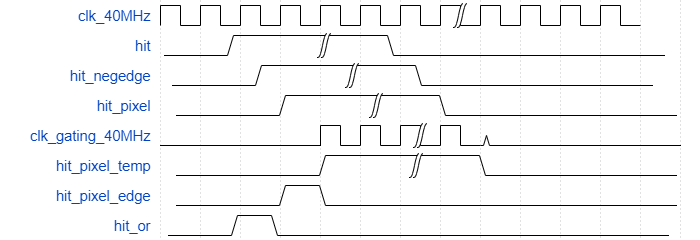 clk_40MHz
hit
hit_negedge
hit_pixel
clk_gating_40MHz
hit_pixel_temp
hit_pixel_edge
hit_or